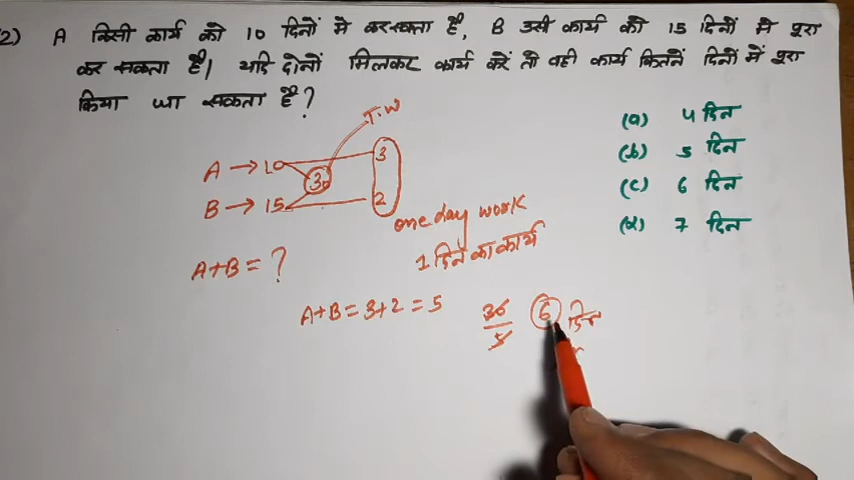 2) A किसी कार्य को 10 दिनों मे कर सकता है, B उसी कार्य को 15 दिनों मे पूरा
कर सकता है। यदि दोनों मिलकर कार्य करें तो वही कार्य कितनें दिनों में पूरा
किया जा सकता है?
T.W
(a) 4 दिन
(b) 5 दिन
(c) 6 दिन
(d) 7 दिन
A → 10 3
30
B → 15 2
one day work
1 दिन का कार्य
A+B = ?
A+B = 3+2 = 5
30/5 6 दिन